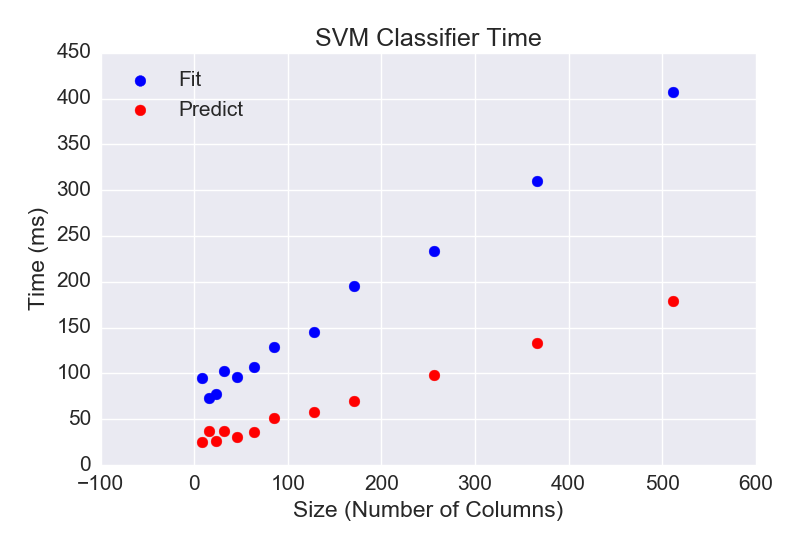 SVM Classifier Time
450
400
350
300
250
200
150
100
50
0
Time (ms)
Fit
Predict
−100 0 100 200 300 400 500 600
Size (Number of Columns)